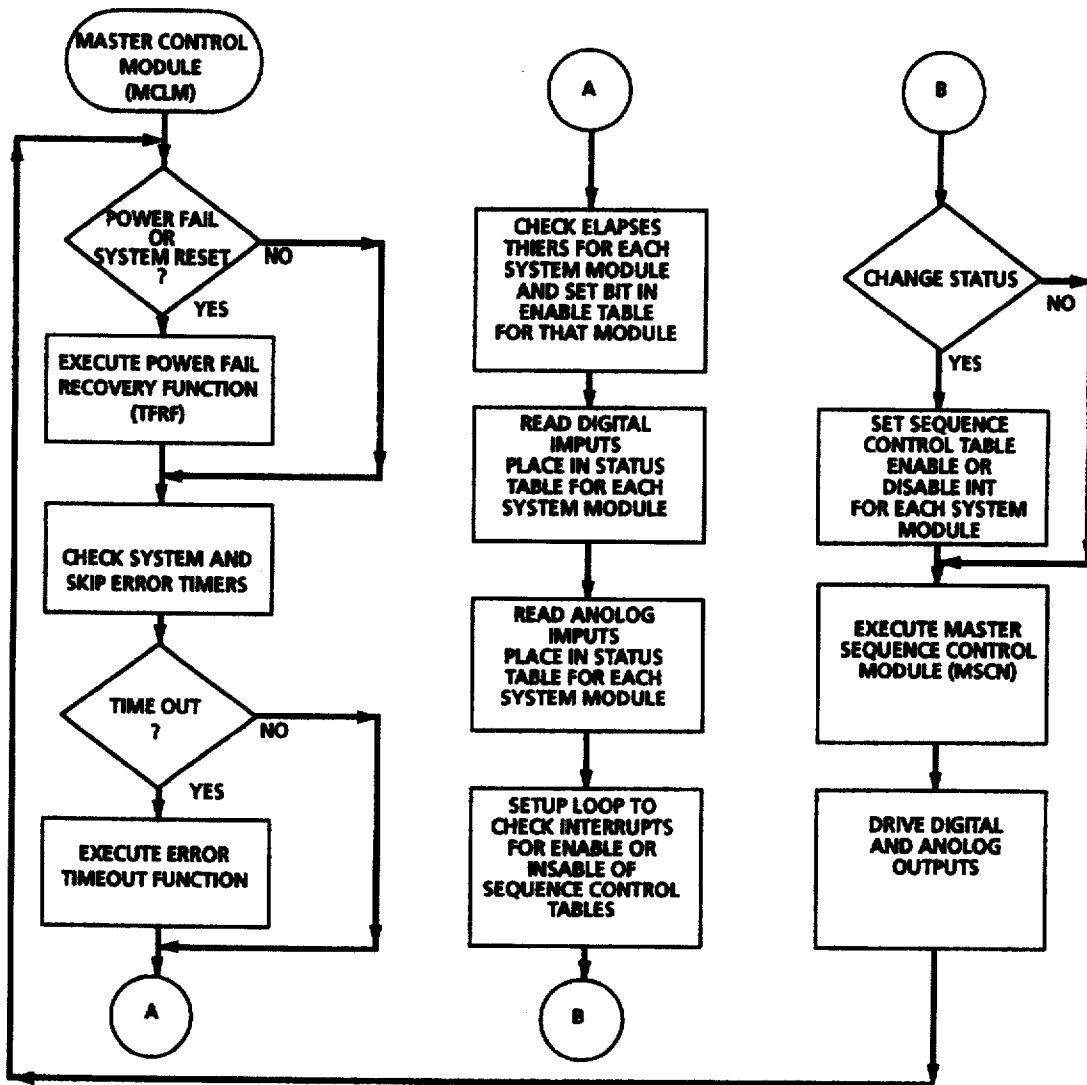 MASTER CONTROL
MODULE
(MCLM)
POWER FAIL
OR
SYSTEM RESET
?
NO
YES
EXECUTE POWER FAIL
RECOVERY FUNCTION
(TFRF)
CHECK SYSTEM AND
SKIP ERROR TIMERS
TIME OUT
?
NO
YES
EXECUTE ERROR
TIMEOUT FUNCTION
A
A
CHECK ELAPSES
THIERS FOR EACH
SYSTEM MODULE
AND SET BIT IN
ENABLE TABLE
FOR THAT MODULE
READ DIGITAL
IMPUTS
PLACE IN STATUS
TABLE FOR EACH
SYSTEM MODULE
READ ANOLOG
IMPUTS
PLACE IN STATUS
TABLE FOR EACH
SYSTEM MODULE
SETUP LOOP TO
CHECK INTERRUPTS
FOR ENABLE OR
INSABLE OF
SEQUENCE CONTROL
TABLES
B
B
CHANGE STATUS
NO
YES
SET SEQUENCE
CONTROL TABLE
ENABLE OR
DISABLE INT
FOR EACH SYSTEM
MODULE
EXECUTE MASTER
SEQUENCE CONTROL
MODULE (MSCN)
DRIVE DIGITAL
AND ANOLOG
OUTPUTS